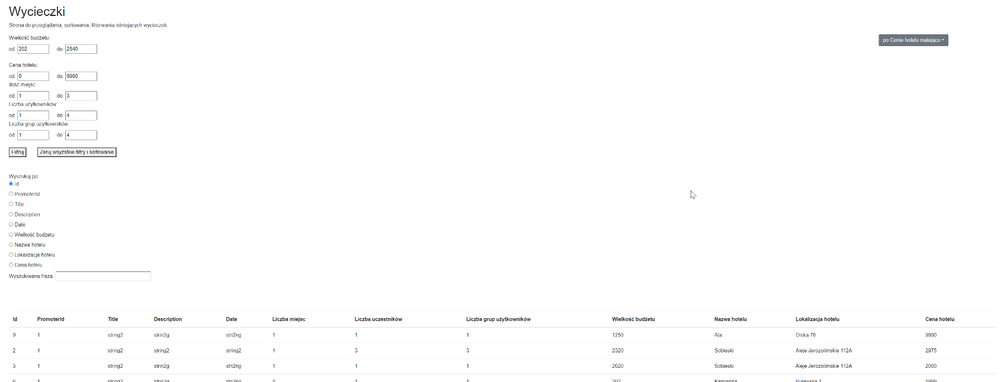 Wycieczki
Strona do przeglądania, sortowania, filtorwania istniejących wycieczek.
Wielkość budżetu:
po Cenie hotelu malejąco
od: 202 do: 2840
Cena hotelu:
od: 0 do: 9990
Ilość miejsc:
od: 1 do: 3
Liczba użytkowników:
od: 1 do: 4
Liczba grup użytkowników:
od: 1 do: 4
Filtruj Zeruj wsyzstkie filtry i sortowanie
Wyszukuj po:
Id
PromoterId
Title
Description
Date
Wielkość budżetu
Nazwa hotelu
Lokalizacja hotelu
Cena hotelu
Wyszukiwana fraza:
Id PromoterId Title Description Date Liczba miejsc Liczba uczestników Liczba grup użytkowników Wielkość budżetu Nazwa hotelu Lokalizacja hotelu Cena hotelu
9 1 string2 strin2g stri2ng 1 1 1 1250 Ala Olska 78 9990
2 1 string2 string2 string2 1 3 3 2320 Sobieski Aleje Jerozolimskie 112A 2975
3 1 string2 strin2g stri2ng 1 1 1 2620 Sobieski Aleje Jerozolimskie 112A 2000
6 1 string2 strin2g stri2ng 1 1 1 202 Kamienna Puławska 1 1999